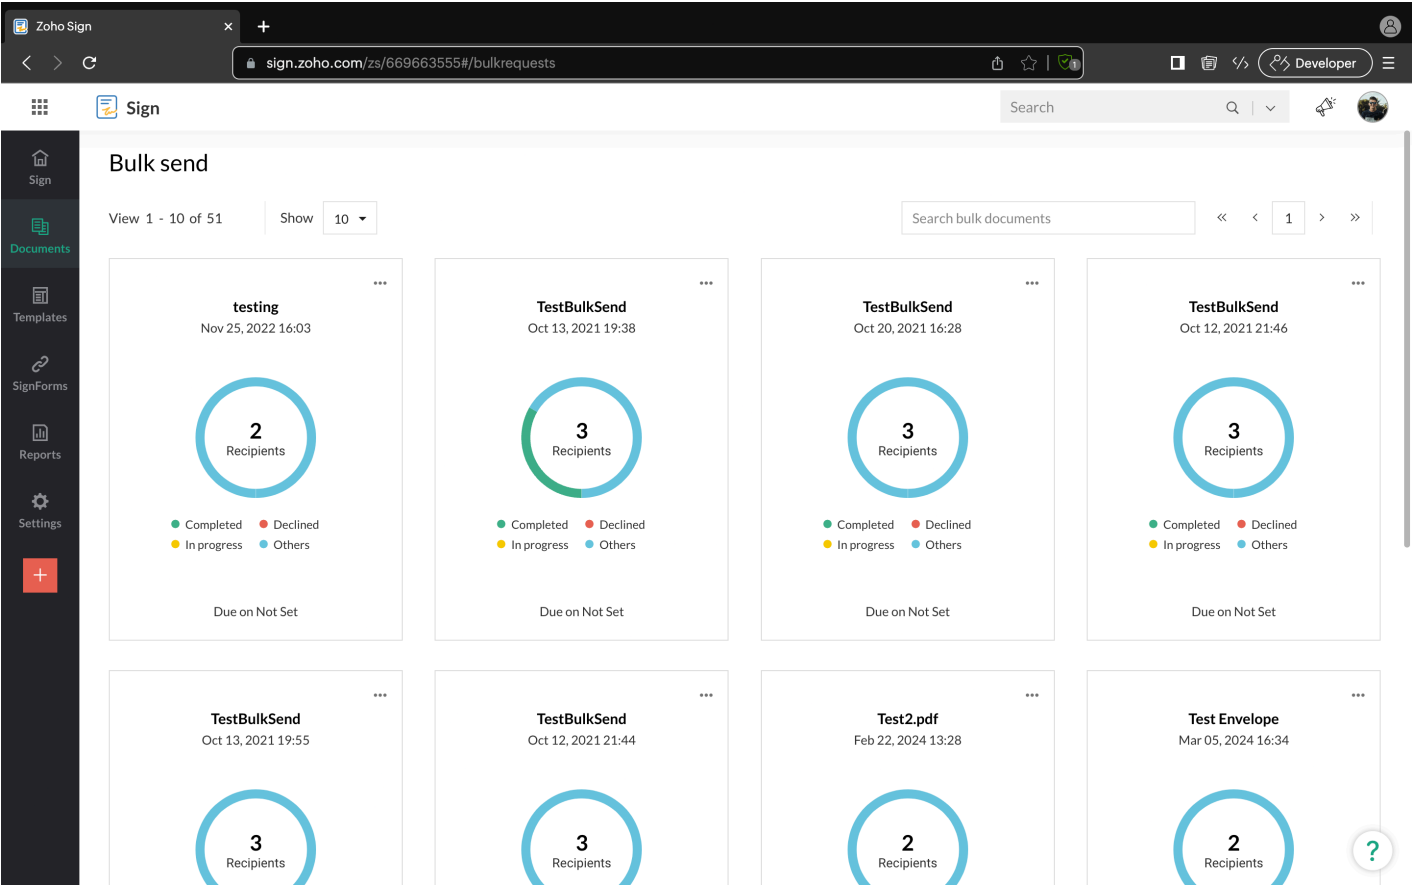 Zoho Sign
sign.zoho.com/zs/669663555#/bulkrequests
1
Developer
Sign
Search
Sign
Documents
Templates
SignForms
Reports
Settings
Bulk send
View 1 - 10 of 51
Show 10
Search bulk documents
1
testing
Nov 25, 2022 16:03
2
Recipients
Completed Declined
In progress Others
Due on Not Set
TestBulkSend
Oct 13, 2021 19:38
3
Recipients
Completed Declined
In progress Others
Due on Not Set
TestBulkSend
Oct 20, 2021 16:28
3
Recipients
Completed Declined
In progress Others
Due on Not Set
TestBulkSend
Oct 12, 2021 21:46
3
Recipients
Completed Declined
In progress Others
Due on Not Set
TestBulkSend
Oct 13, 2021 19:55
3
Recipients
TestBulkSend
Oct 12, 2021 21:44
3
Recipients
Test2.pdf
Feb 22, 2024 13:28
2
Recipients
Test Envelope
Mar 05, 2024 16:34
2
Recipients
?